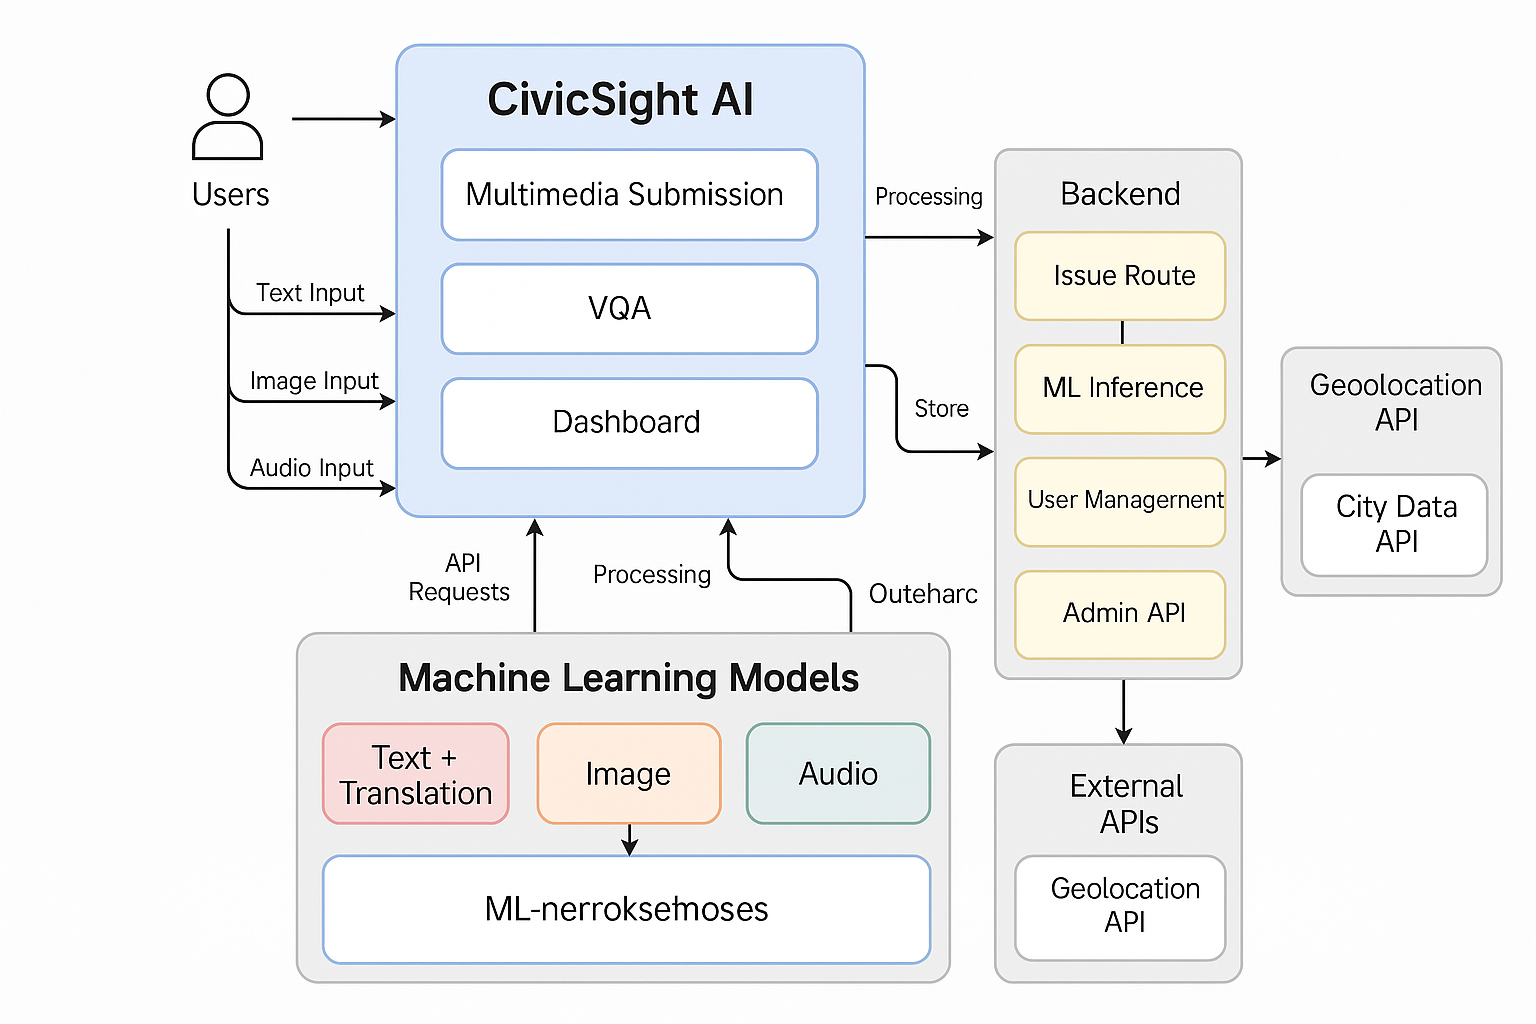 CivicSight AI
Users
Multimedia Submission
VQA
Dashboard
Text Input
Image Input
Audio Input
Processing
Store
Backend
Issue Route
ML Inference
User Management
Admin API
Geoolocation
API
City Data
API
API
Requests
Processing
Outeharc
Machine Learning Models
Text +
Translation
Image
Audio
ML-nerroksetmoses
External
APIs
Geolocation
API